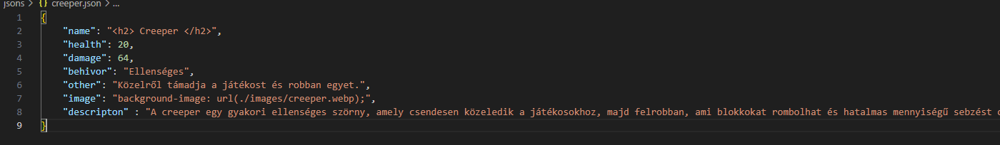 jsons > {} creeper.json > ...
1 {
2 "name": "<h2> Creeper </h2>",
3 "health": 20,
4 "damage": 64,
5 "behivor": "Ellenséges",
6 "other": "Közelről támadja a játékost és robban egyet.",
7 "image": "background-image: url(./images/creeper.webp);",
8 "descripton" : "A creeper egy gyakori ellenséges szörny, amely csendesen közeledik a játékosokhoz, majd felrobban, ami blokkokat rombolhat és hatalmas mennyiségű sebzést
9 }